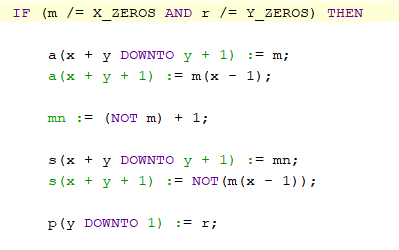 IF (m /= X_ZEROS AND r /= Y_ZEROS) THEN
a(x + y DOWNTO y + 1) := m;
a(x + y + 1) := m(x - 1);
mn := (NOT m) + 1;
s(x + y DOWNTO y + 1) := mn;
s(x + y + 1) := NOT(m(x - 1));
p(y DOWNTO 1) := r;